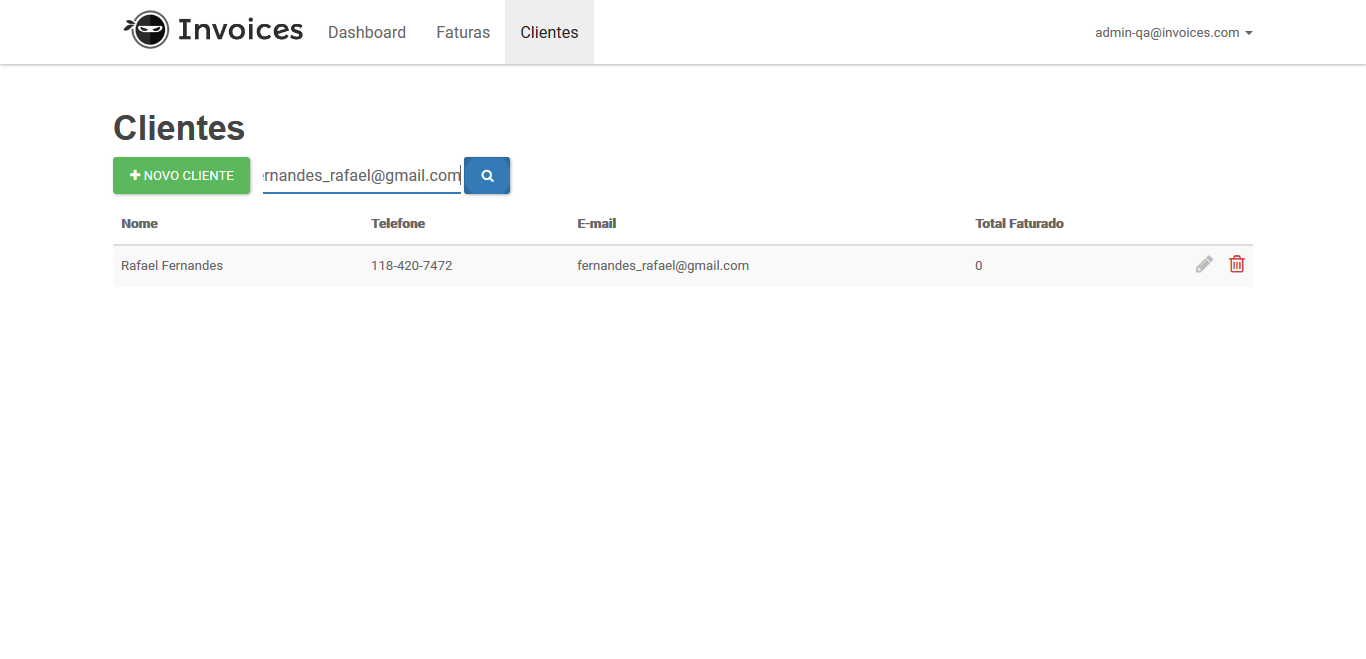 Invoices Dashboard Faturas Clientes admin-qa@invoices.com
Clientes
NOVO CLIENTE ernandes_rafael@gmail.com
Nome Telefone E-mail Total Faturado
Rafael Fernandes 118-420-7472 fernandes_rafael@gmail.com 0